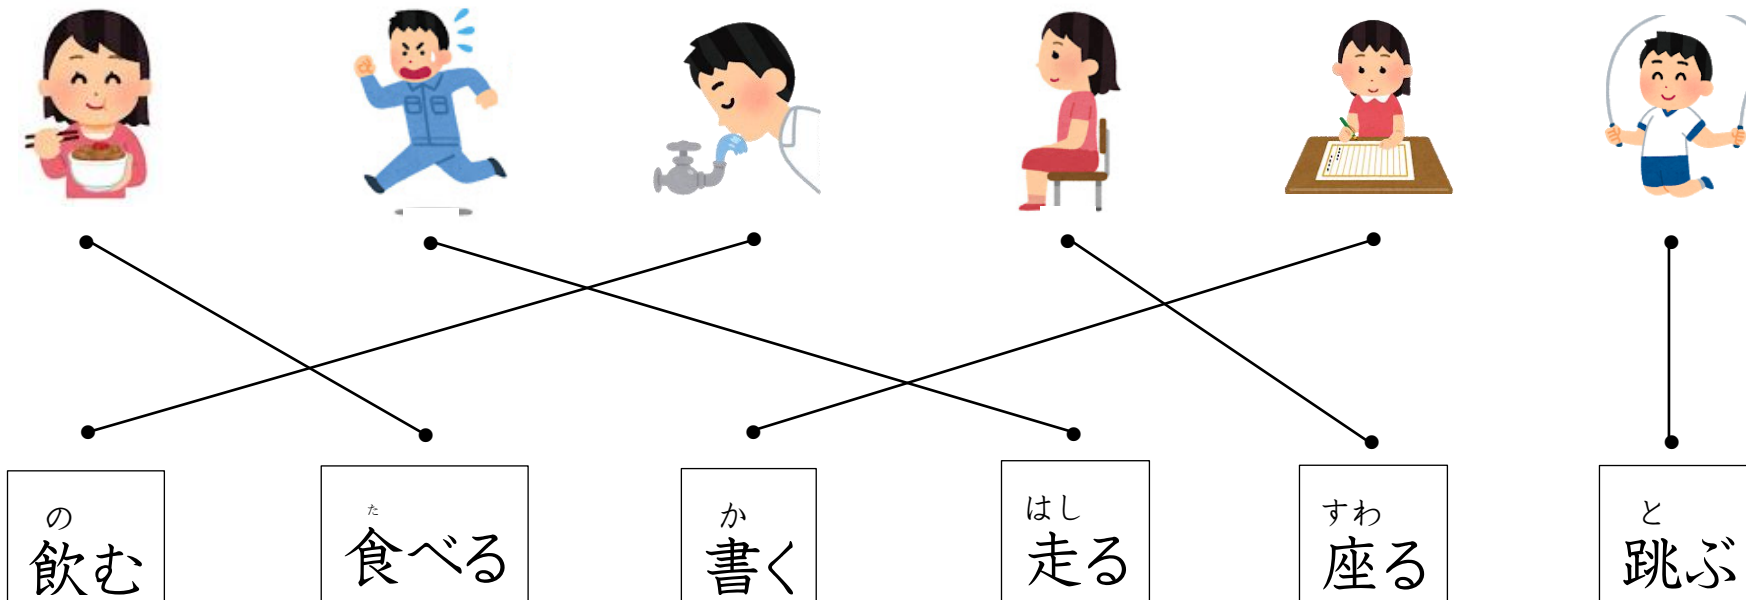 の
飲む
た
食べる
か
書く
はし
走る
すわ
座る
と
跳ぶ